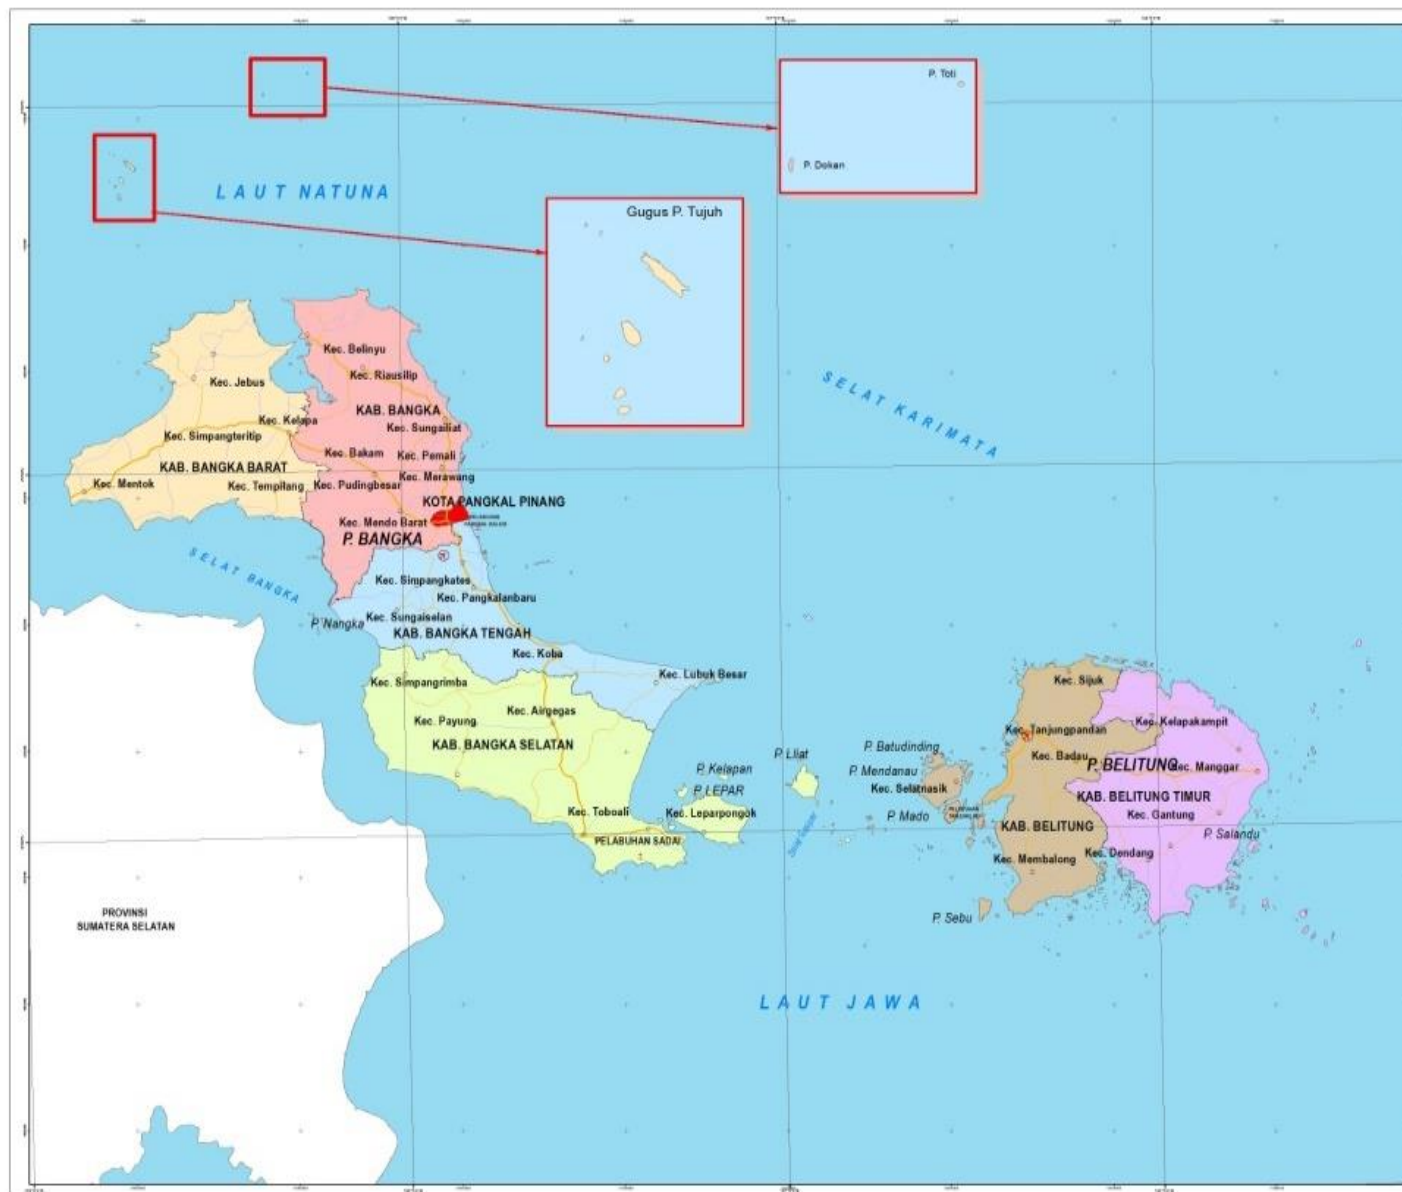 P. Toti
P. Dokan
LAUT NATUNA
Gugus P. Tujuh
Kec. Belinyu
Kec. Riausilip
Kec. Jebus
SELAT KARIMATA
KAB. BANGKA
Kec. Kelapa
Kec. Sungailiat
Kec. Simpangteritip
Kec. Bakam
Kec. Pemali
KAB. BANGKA BARAT
Kec. Merawang
Kec. Mentok
Kec. Tempilang
Kec. Pudingbesar
KOTA PANGKAL PINANG
Kec. Mendo Barat
P. BANGKA
SELAT BANGKA
Kec. Simpangkates
Kec. Pangkalanbaru
P. Nangka
Kec. Sungaiselan
KAB. BANGKA TENGAH
Kec. Koba
Kec. Lubuk Besar
Kec. Simpangrimba
Kec. Sijuk
Kec. Airgegas
Kec. Payung
Kec. Kelapakampit
Kec. Tanjungpandan
KAB. BANGKA SELATAN
P. Batudinding
P. Liat
Kec. Badau
P. Kelapan
P. Mendanau
P. BELITUNG
Kec. Manggar
P. LEPAR
Kec. Selatnasik
KAB. BELITUNG TIMUR
Kec. Toboali
Kec. Leparpongok
P. Mado
Kec. Gantung
KAB. BELITUNG
P. Salandu
PELABUHAN SADAI
Kec. Membalong
Kec. Dendang
PROVINSI
SUMATERA SELATAN
P. Sebu
LAUT JAWA